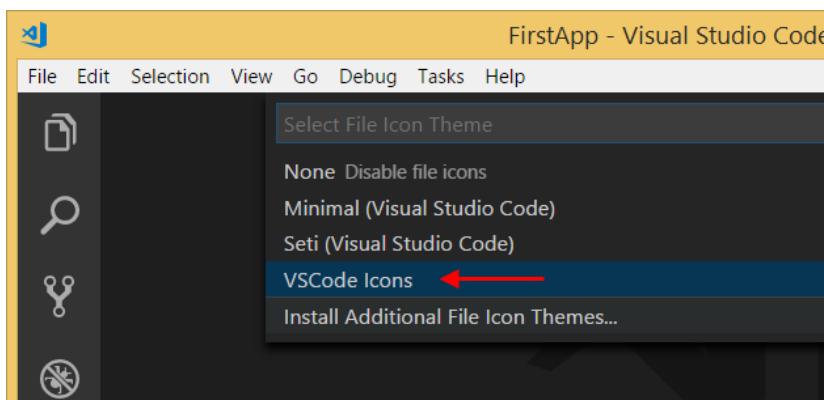 FirstApp - Visual Studio Code
File Edit Selection View Go Debug Tasks Help
Select File Icon Theme
None Disable file icons
Minimal (Visual Studio Code)
Seti (Visual Studio Code)
VSCode Icons
Install Additional File Icon Themes...